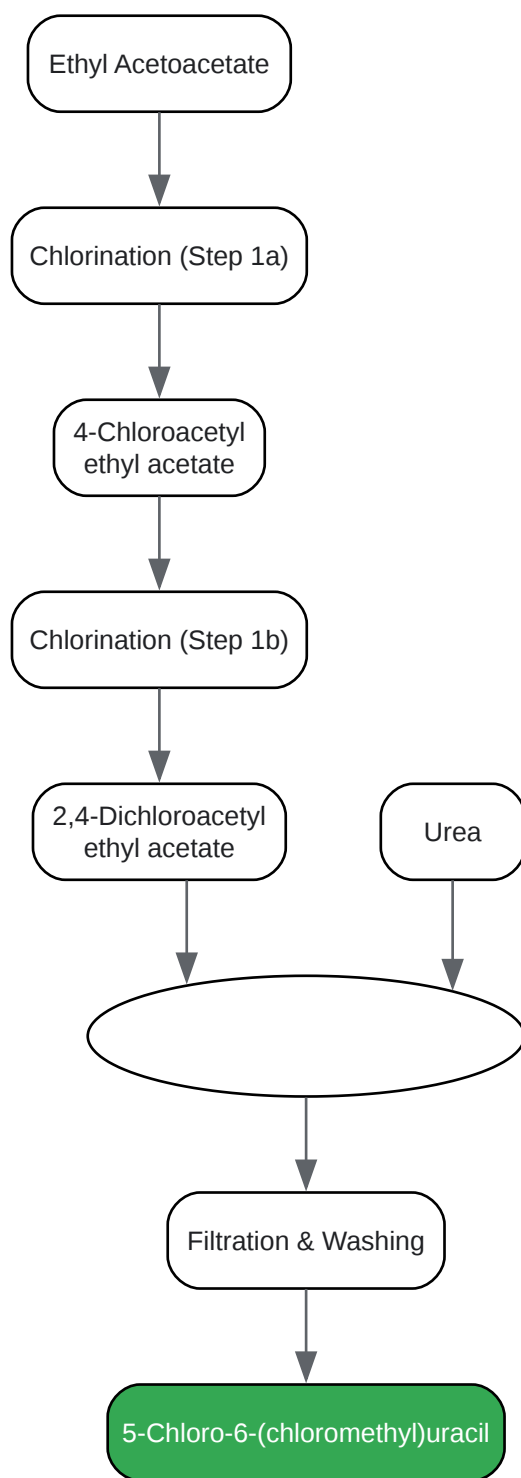 Ethyl Acetoacetate
Chlorination (Step 1a)
4-Chloroacetyl
ethyl acetate
Chlorination (Step 1b)
2,4-Dichloroacetyl
ethyl acetate
Urea
Filtration & Washing
5-Chloro-6-(chloromethyl)uracil